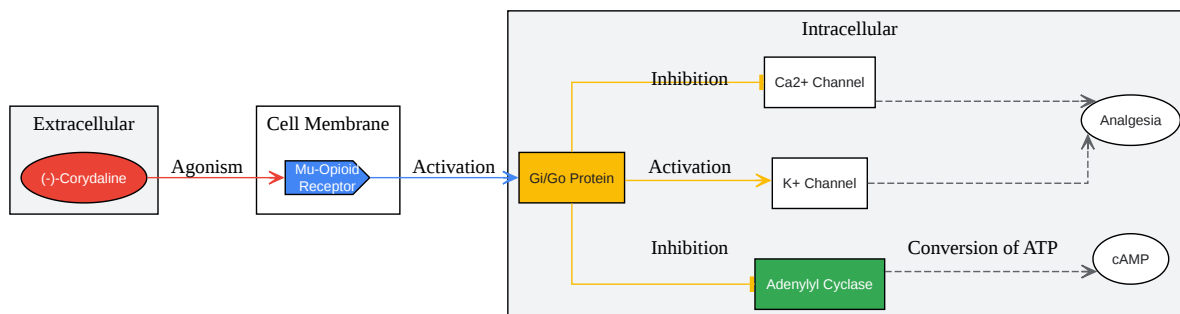 Intracellular
Inhibition
Ca2+ Channel
Extracellular
Cell Membrane
Analgesia
(-)-Corydaline
Agonism
Mu-Opioid
Receptor
Activation
Gi/Go Protein
Activation
K+ Channel
Inhibition
Conversion of ATP
cAMP
Adenylyl Cyclase